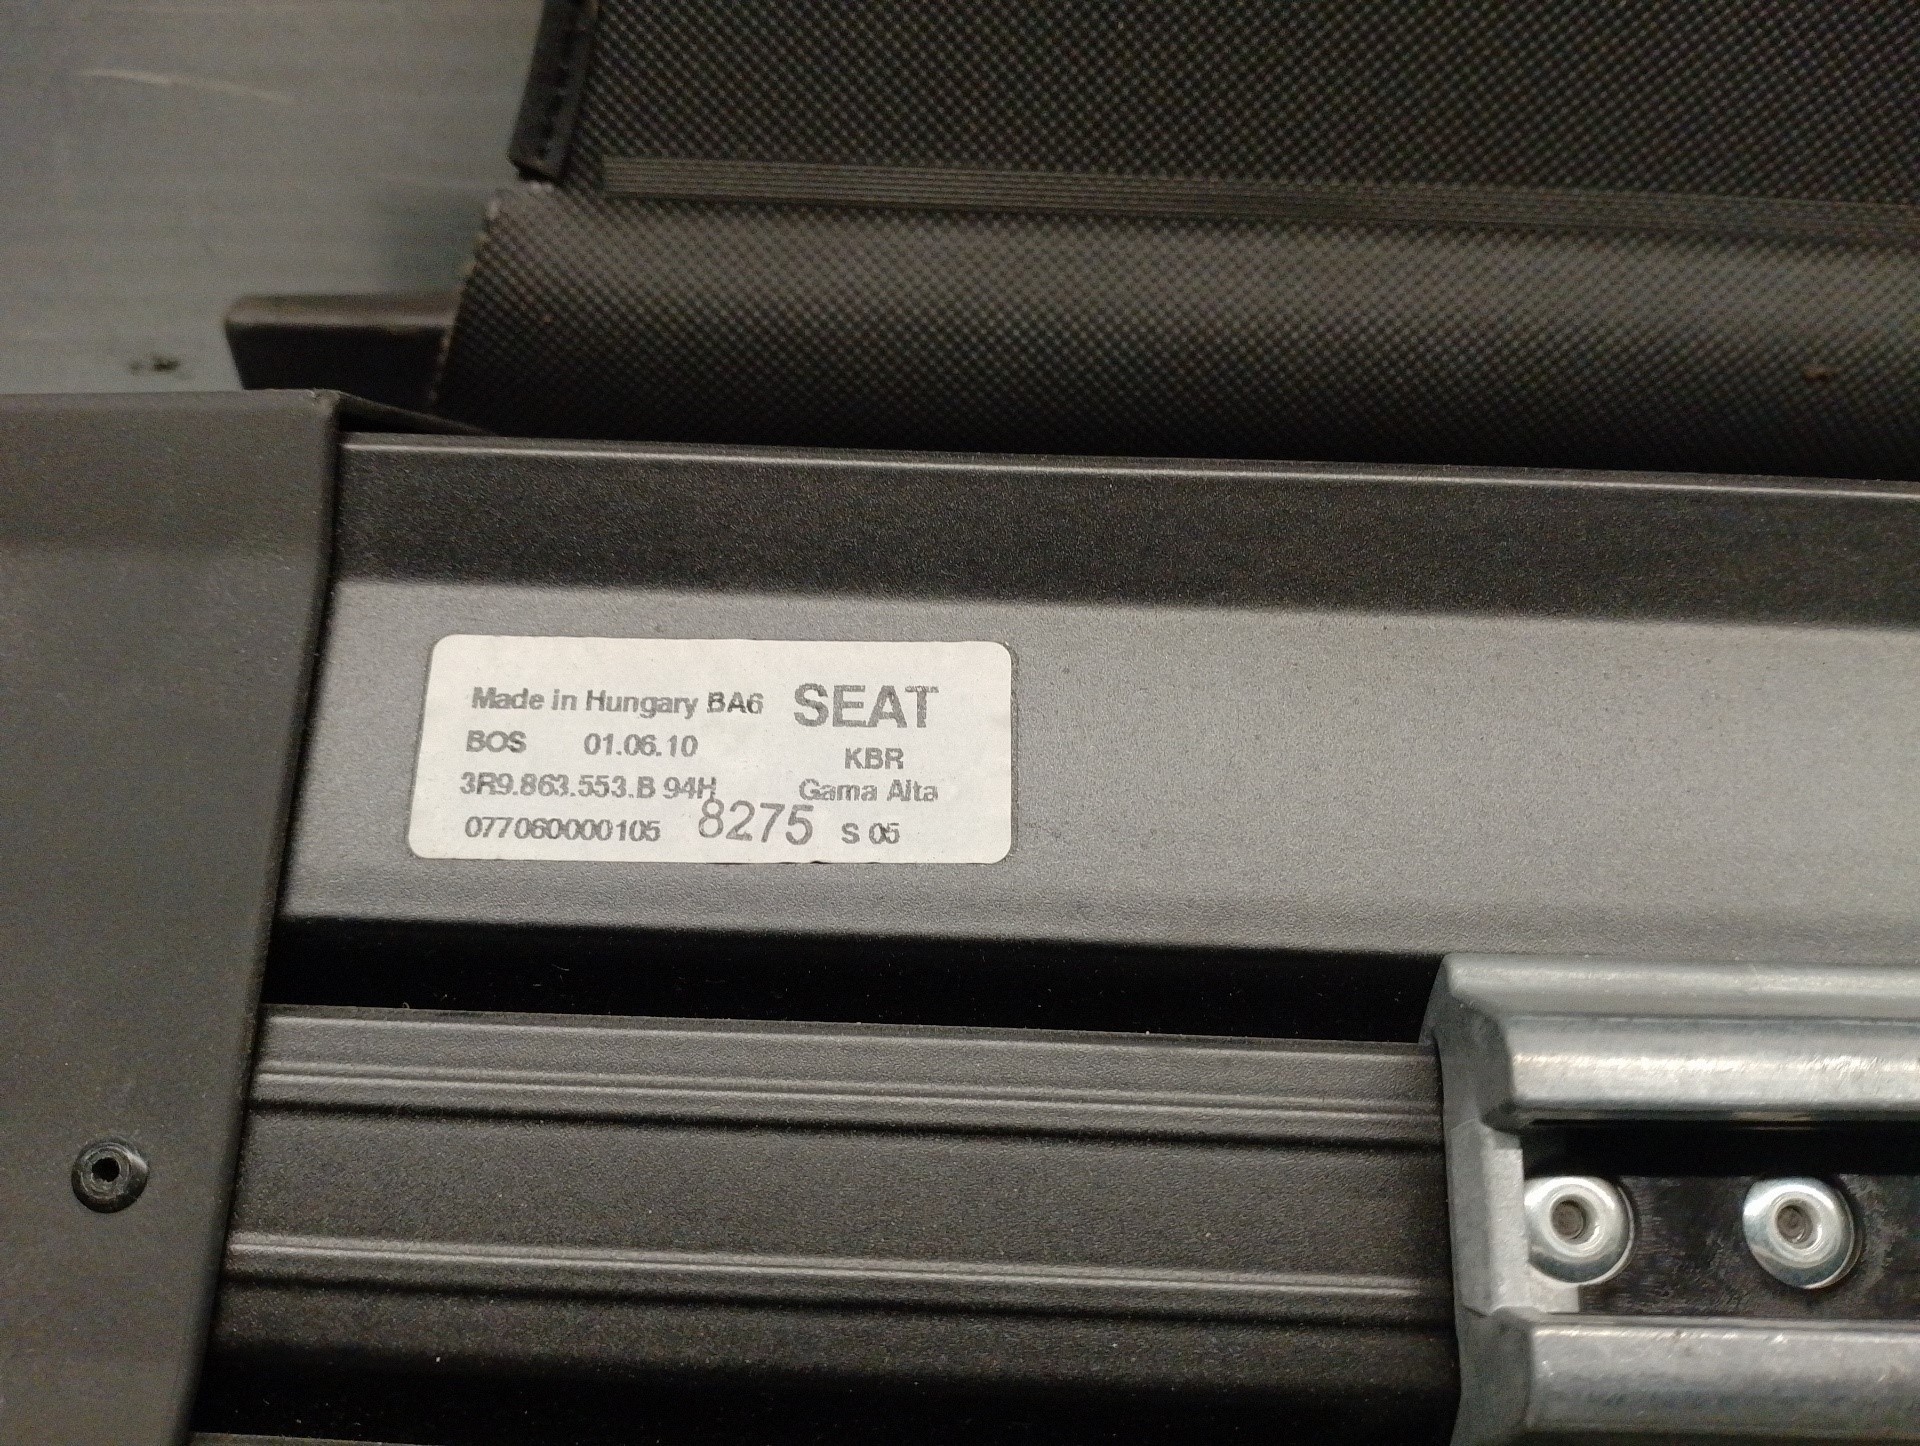 Made in Hungary BA6 SEAT
BOS 01.06.10 KBR
3R9.863.553.B 94H Gama Alta
077060000105 8275 S 05